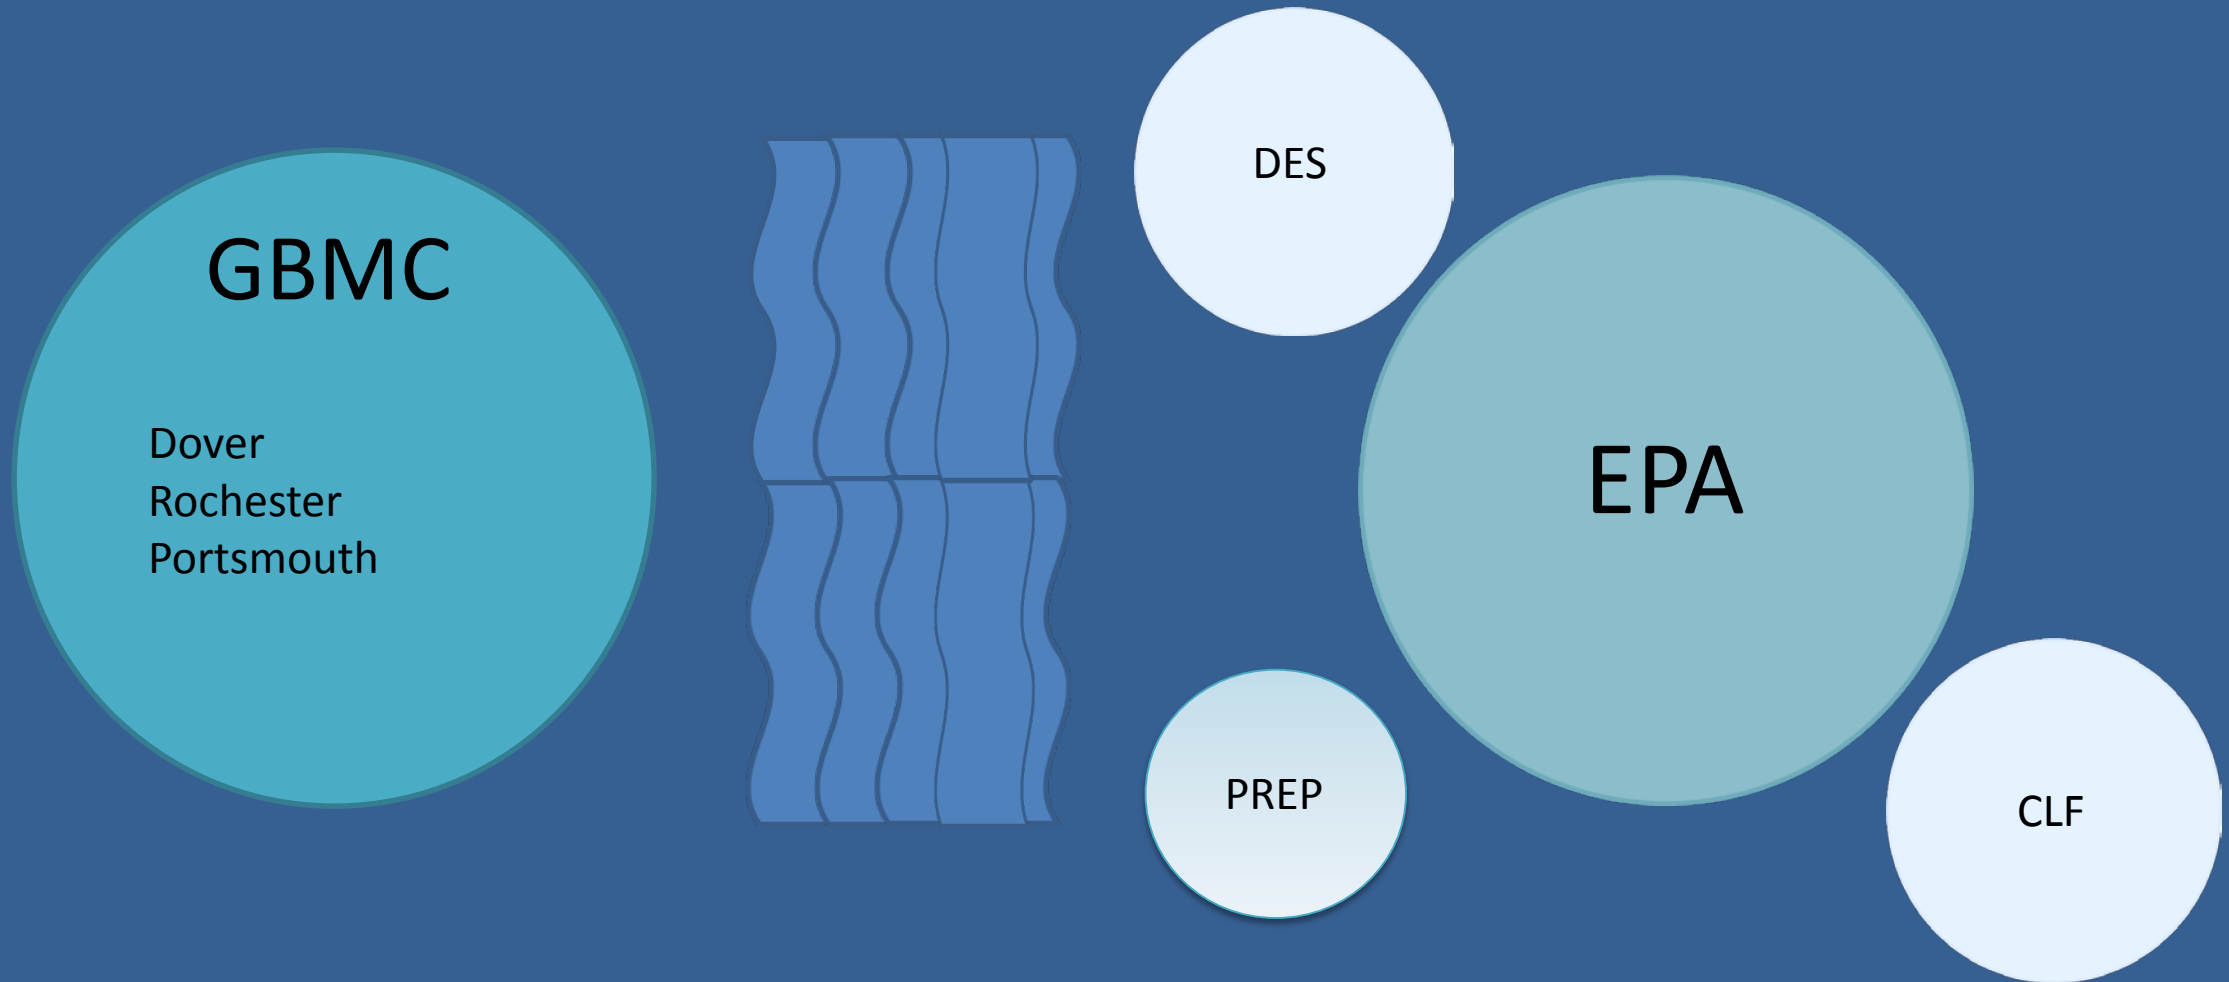 GBMC
Dover
Rochester
Portsmouth
DES
EPA
PREP
CLF